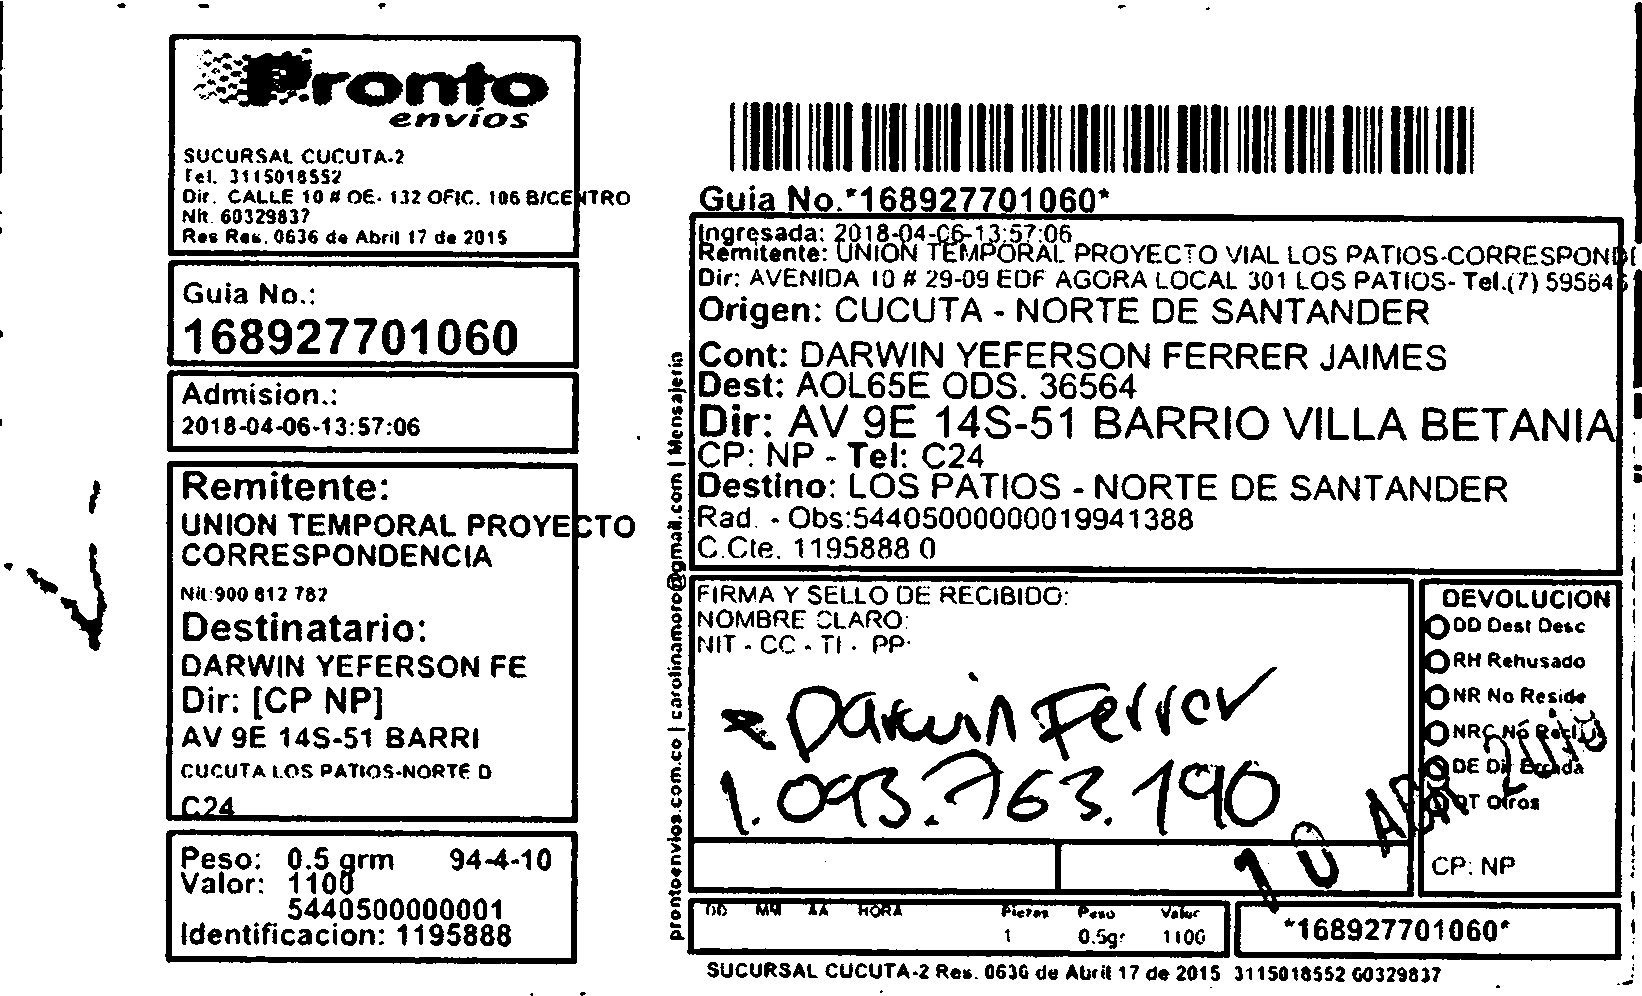 Pronto
envíos
SUCURSAL CUCUTA-2
Tel. 3115018552
Dir. CALLE 10 # OE- 132 OFIC. 106 B/CENTRO
Nit. 60329837
Res Res. 0636 de Abril 17 de 2015
Guia No.:
168927701060
Admision.:
2018-04-06-13:57:06
Remitente:
UNION TEMPORAL PROYECTO
CORRESPONDENCIA
Nit:900 812 782
Destinatario:
DARWIN YEFERSON FE
Dir: [CP NP]
AV 9E 14S-51 BARRI
CUCUTA LOS PATIOS-NORTE D
C24
Peso: 0.5 grm 94-4-10
Valor: 1100
5440500000001
Identificacion: 1195888
prontoenvios.com.co | carolinamoro@gmail.com | Mensajeria
Guia No.*168927701060*
Ingresada: 2018-04-06-13:57:06
Remitente: UNION TEMPORAL PROYECTO VIAL LOS PATIOS-CORRESPOND
Dir: AVENIDA 10 # 29-09 EDF AGORA LOCAL 301 LOS PATIOS- Tel.(7) 59564
Origen: CUCUTA - NORTE DE SANTANDER
Cont: DARWIN YEFERSON FERRER JAIMES
Dest: AOL65E ODS. 36564
Dir: AV 9E 14S-51 BARRIO VILLA BETANIA
CP: NP - Tel: C24
Destino: LOS PATIOS - NORTE DE SANTANDER
Rad. - Obs:54405000000019941388
C.Cte. 1195888 0
FIRMA Y SELLO DE RECIBIDO:
NOMBRE CLARO:
NIT - CC - TI - PP:
Darwin Ferrer
1.093.763.190
10 ABR 2018
DEVOLUCION
DD Dest Desc
RH Rehusado
NR No Reside
NRC No Reclm
DE Dir Errada
OT Otros
CP: NP
DD MM AA HORA Piezas Peso Valor
1 0.5gr 1100
*168927701060*
SUCURSAL CUCUTA-2 Res. 0636 de Abril 17 de 2015 3115018552 60329837